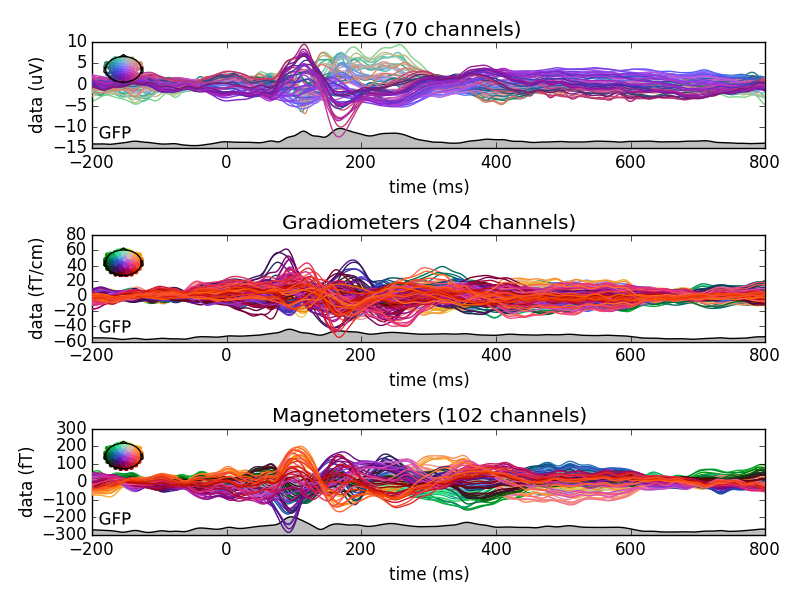 EEG (70 channels)
data (uV)
10
5
0
−5
−10
−15
GFP
−200 0 200 400 600 800
time (ms)
Gradiometers (204 channels)
data (fT/cm)
80
60
40
20
0
−20
−40
−60
GFP
−200 0 200 400 600 800
time (ms)
Magnetometers (102 channels)
data (fT)
300
200
100
0
−100
−200
−300
GFP
−200 0 200 400 600 800
time (ms)